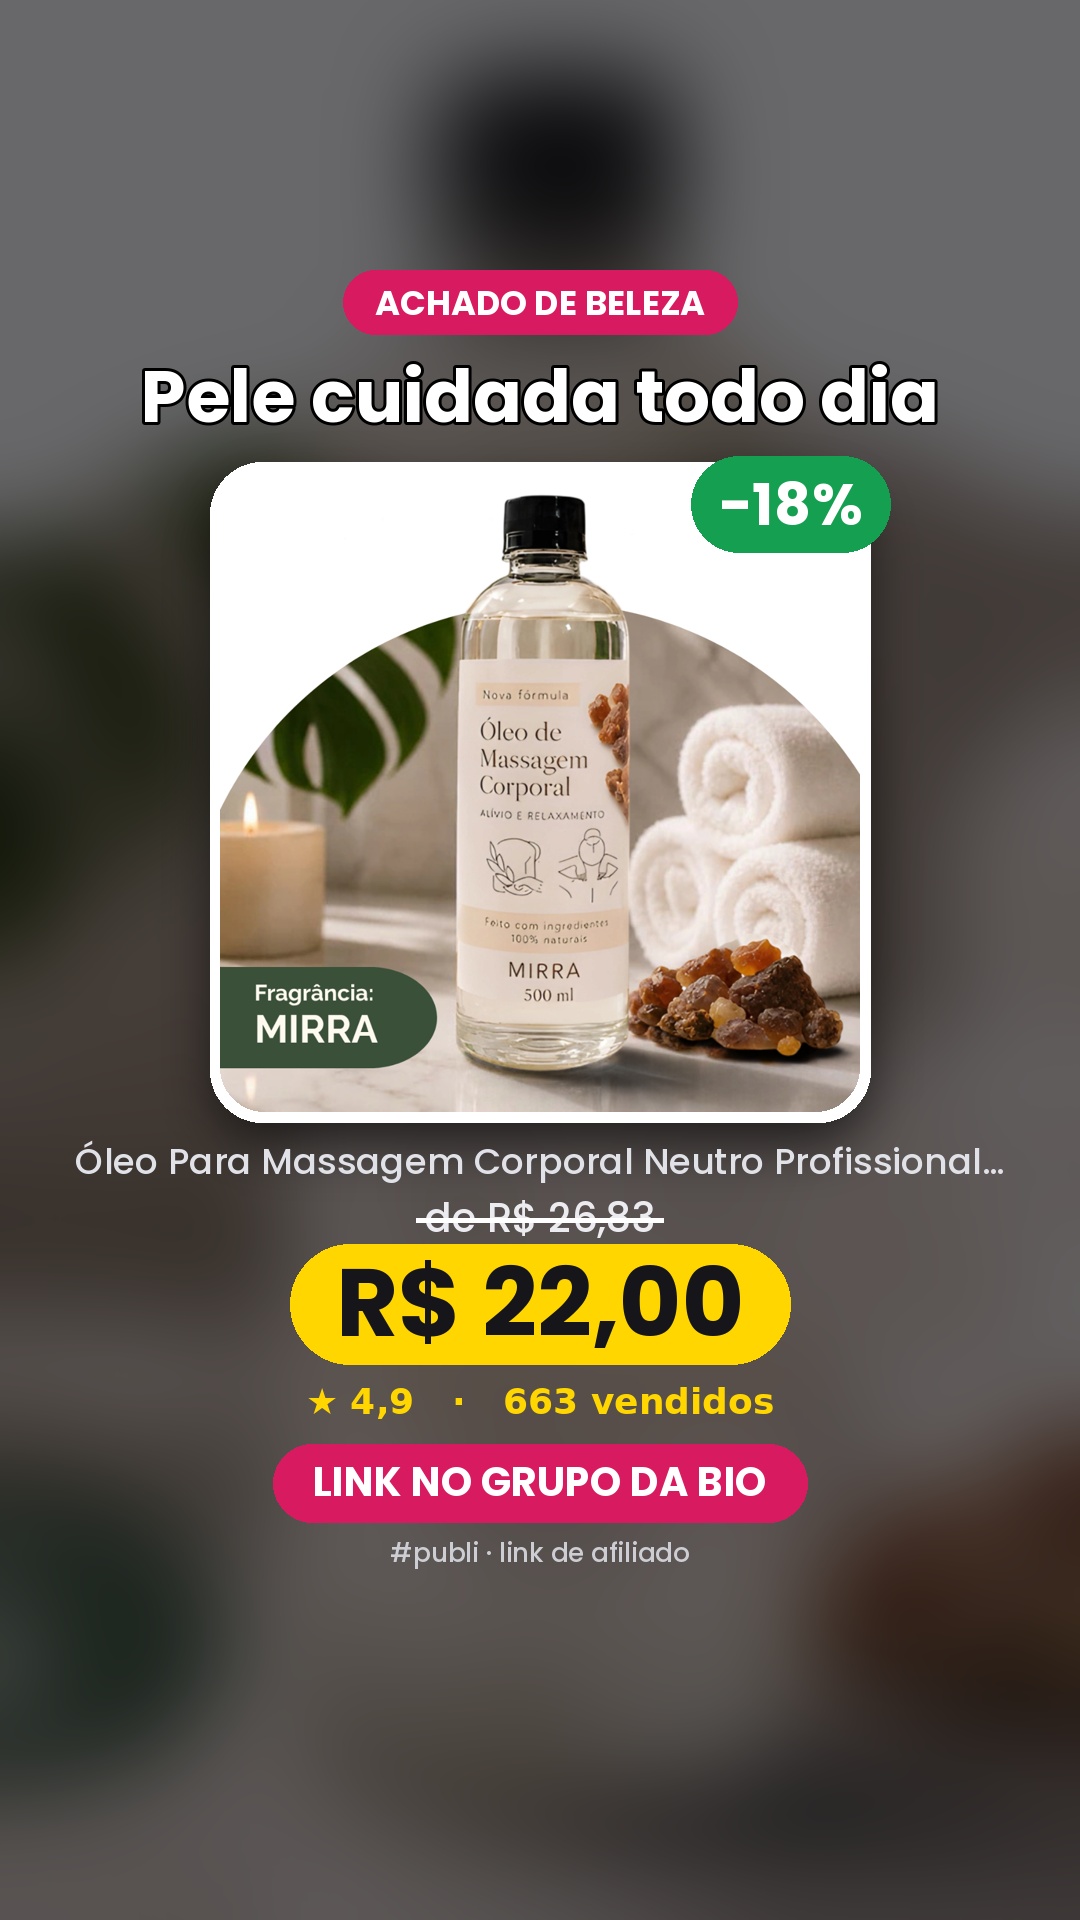 ACHADO DE BELEZA
Pele cuidada todo dia
-18%
Nova fórmula
Óleo de
Massagem
Corporal
ALÍVIO E RELAXAMENTO
Feito com ingredientes
100% naturais
MIRRA
500 ml
Fragrância:
MIRRA
Óleo Para Massagem Corporal Neutro Profissional...
de R$ 26,83
R$ 22,00
★ 4,9 · 663 vendidos
LINK NO GRUPO DA BIO
#publi · link de afiliado